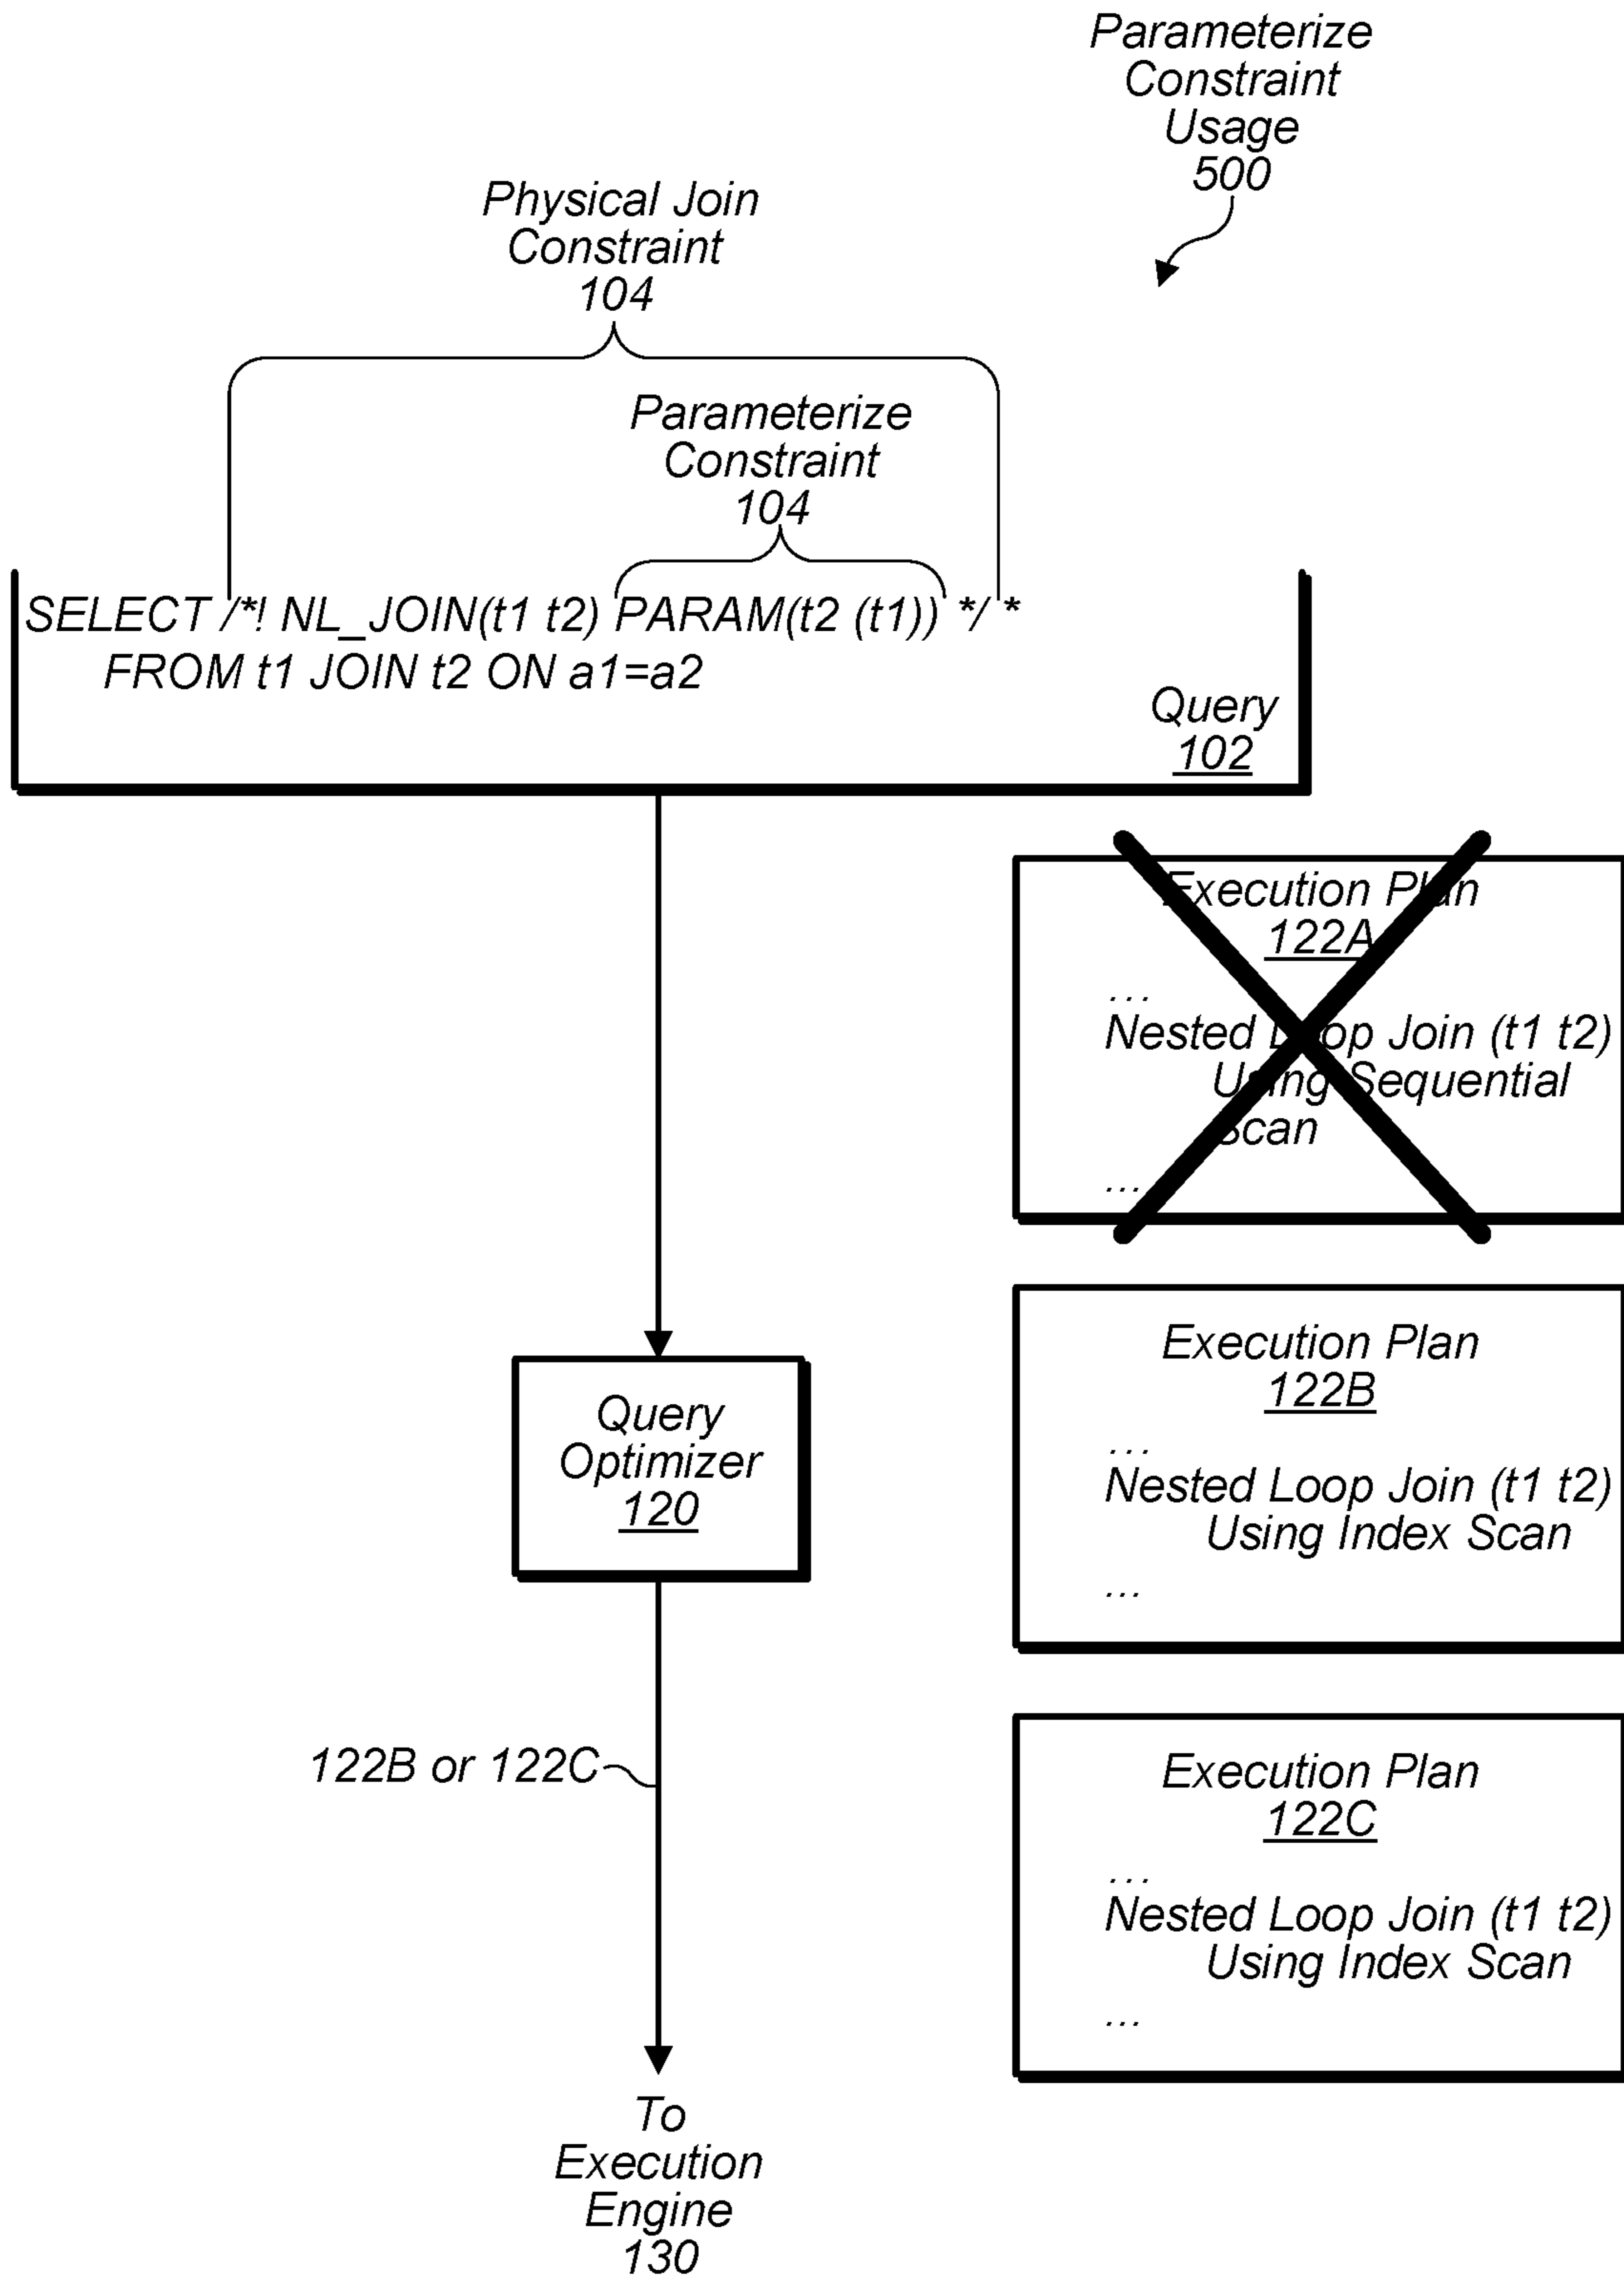 Parameterize
Constraint
Usage
500
Physical Join
Constraint
104
Parameterize
Constraint
104
SELECT /*! NL_JOIN(t1 t2) PARAM(t2 (t1)) */ *
FROM t1 JOIN t2 ON a1=a2
Query
102
Execution Plan
122A
...
Nested Loop Join (t1 t2)
Using Sequential
Scan
...
Execution Plan
122B
...
Nested Loop Join (t1 t2)
Using Index Scan
...
Query
Optimizer
120
122B or 122C
Execution Plan
122C
...
Nested Loop Join (t1 t2)
Using Index Scan
...
To
Execution
Engine
130